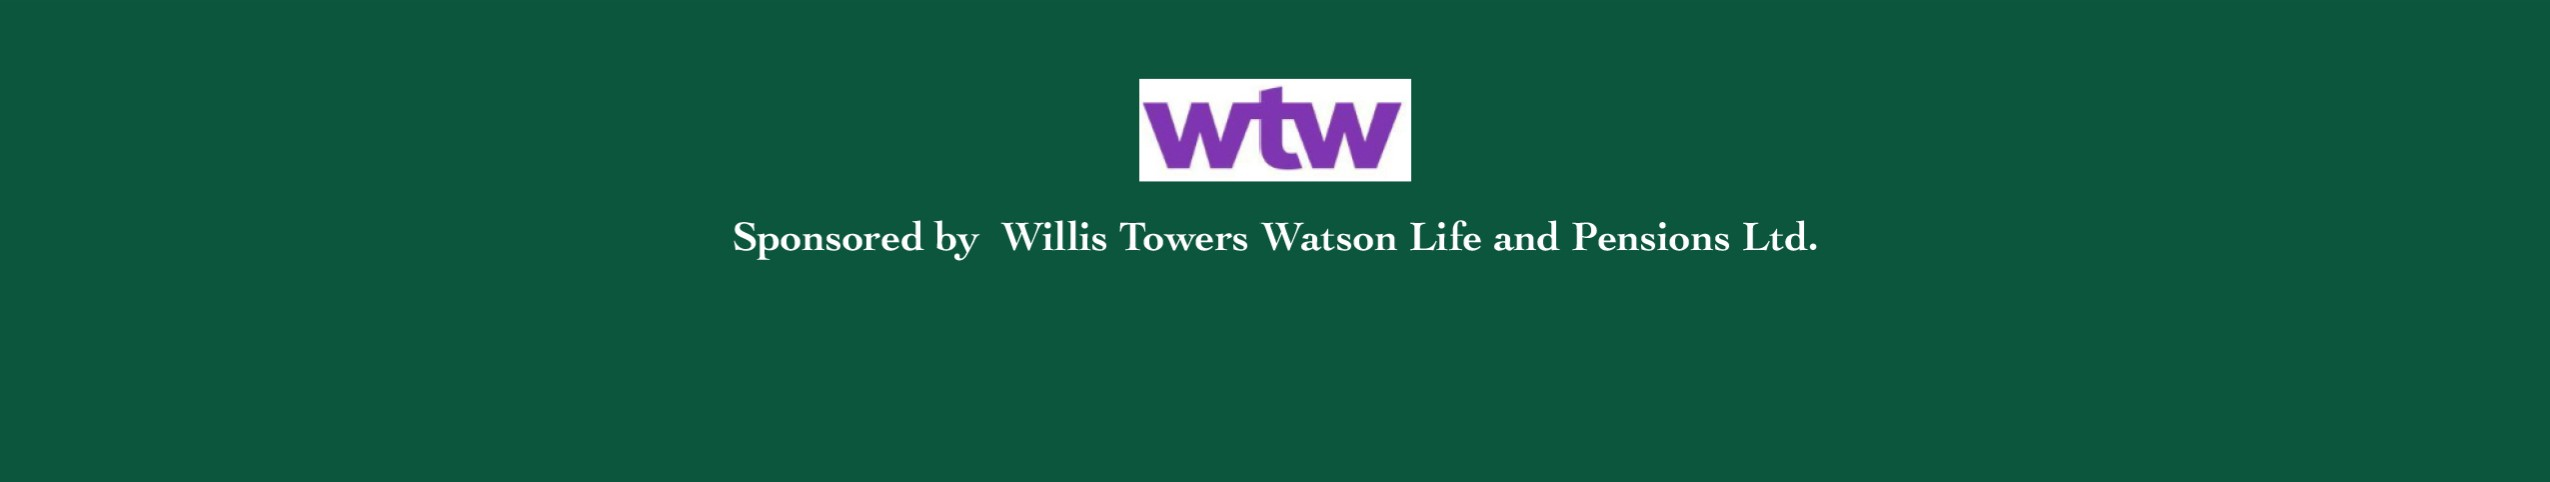 wtw
Sponsored by  Willis Towers Watson Life and Pensions Ltd.